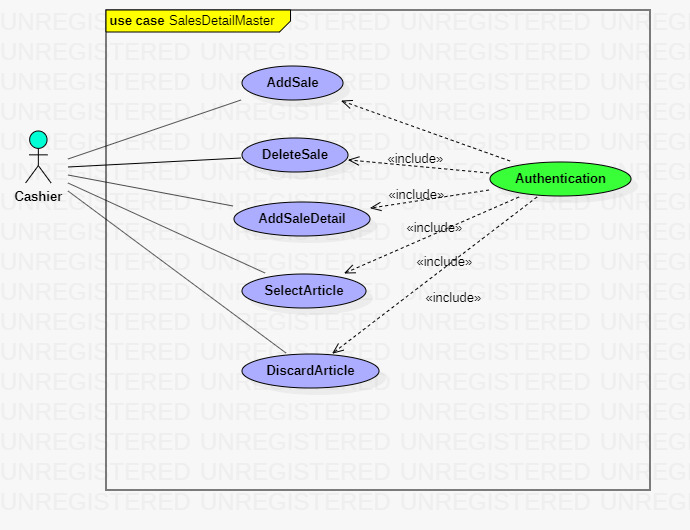 use case SalesDetailMaster
AddSale
DeleteSale
«include»
Authentication
Cashier
«include»
AddSaleDetail
«include»
«include»
SelectArticle
«include»
DiscardArticle
UNREGISTERED UNREGISTERED UNREGISTERED UNREGISTERED